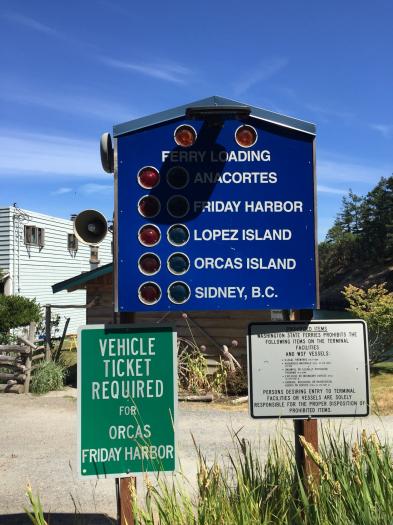 FERRY LOADING
ANACORTES
FRIDAY HARBOR
LOPEZ ISLAND
ORCAS ISLAND
SIDNEY, B.C.
VEHICLE
TICKET
REQUIRED
FOR
ORCAS
FRIDAY HARBOR
PROHIBITED ITEMS
WASHINGTON STATE FERRIES PROHIBITS THE
FOLLOWING ITEMS ON THE TERMINAL
FACILITIES
AND WSF VESSELS:
PERSONS DESIRING ENTRY TO TERMINAL
FACILITIES OR VESSELS ARE SOLELY
RESPONSIBLE FOR THE PROPER DISPOSITION OF
PROHIBITED ITEMS.